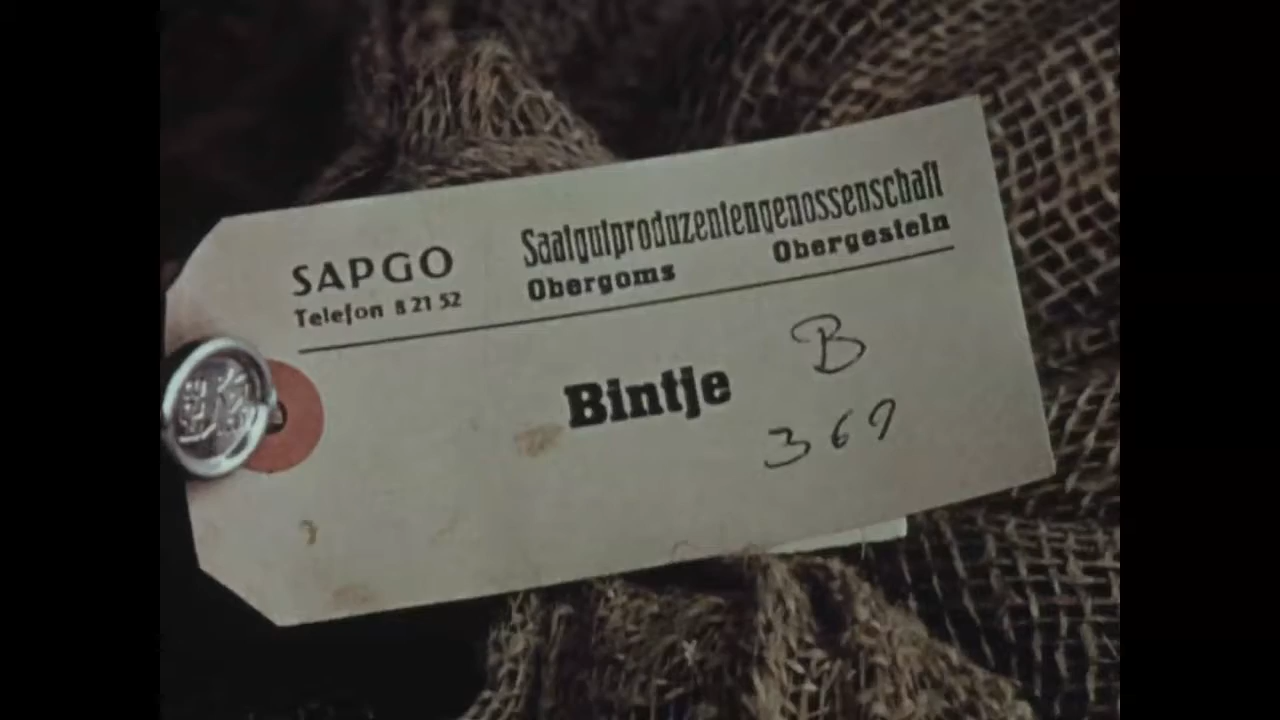 SAPGO
Telefon 8 21 52
Saatgutproduzentengenossenschaft
Obergoms Obergesteln
Bintje
B
369